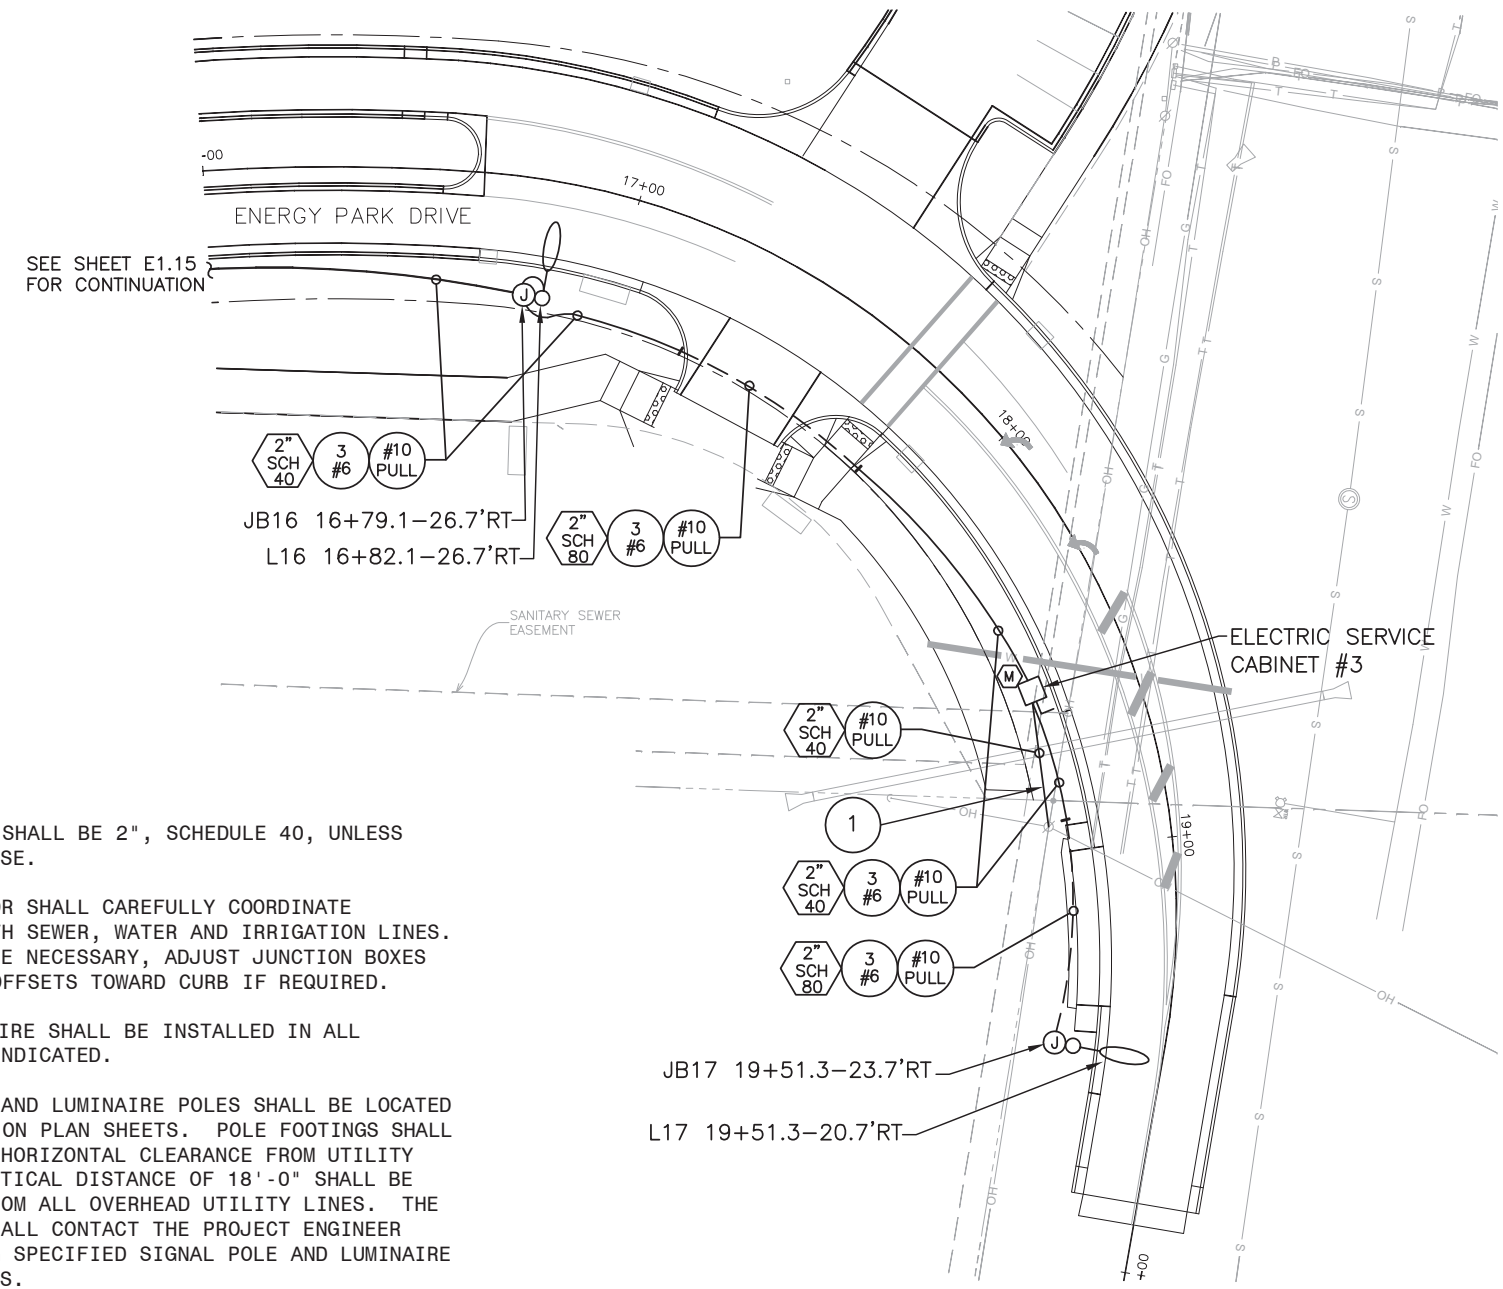 -00
17+00
ENERGY PARK DRIVE
SEE SHEET E1.15
FOR CONTINUATION
J
18+00
2"
SCH
40
3
#6
#10
PULL
JB16 16+79.1-26.7'RT
L16 16+82.1-26.7'RT
2"
SCH
80
3
#6
#10
PULL
SANITARY SEWER
EASEMENT
ELECTRIC SERVICE
CABINET #3
M
2"
SCH
40
#10
PULL
1
19+00
2"
SCH
40
3
#6
#10
PULL
2"
SCH
80
3
#6
#10
PULL
J
JB17 19+51.3-23.7'RT
L17 19+51.3-20.7'RT
+00
SHALL BE 2", SCHEDULE 40, UNLESS
SE.
OR SHALL CAREFULLY COORDINATE
TH SEWER, WATER AND IRRIGATION LINES.
E NECESSARY, ADJUST JUNCTION BOXES
OFFSETS TOWARD CURB IF REQUIRED.
IRE SHALL BE INSTALLED IN ALL
NDICATED.
AND LUMINAIRE POLES SHALL BE LOCATED
ON PLAN SHEETS. POLE FOOTINGS SHALL
HORIZONTAL CLEARANCE FROM UTILITY
TICAL DISTANCE OF 18'-0" SHALL BE
OM ALL OVERHEAD UTILITY LINES. THE
ALL CONTACT THE PROJECT ENGINEER
SPECIFIED SIGNAL POLE AND LUMINAIRE
S.